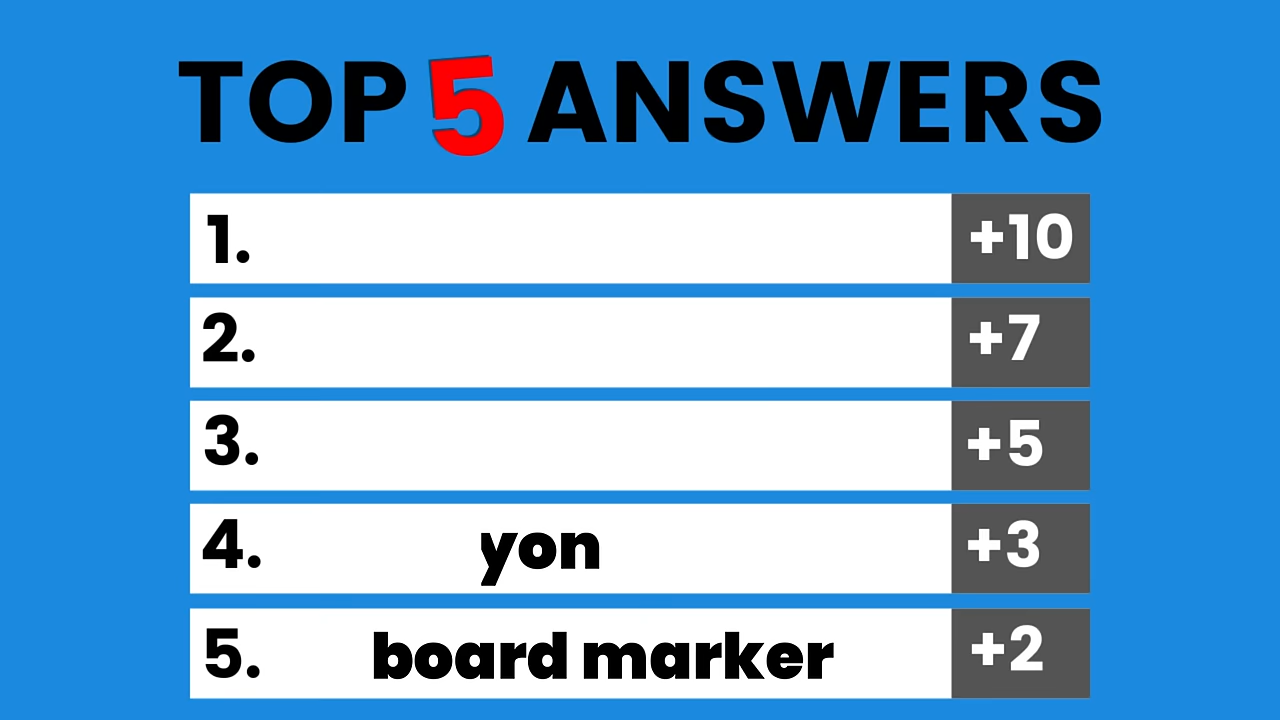 TOP 5 ANSWERS
1. +10
2. +7
3. +5
4. yon +3
5. board marker +2